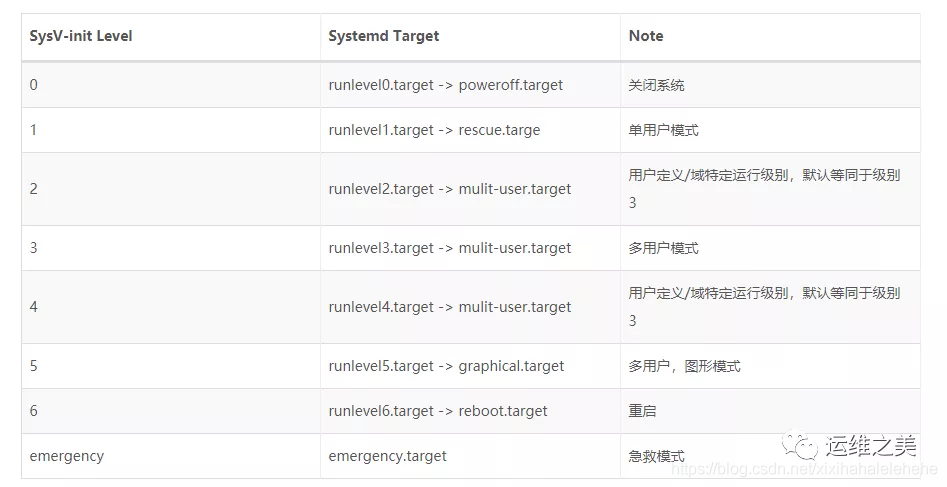 SysV-init Level Systemd Target Note
0 runlevel0.target -> poweroff.target 关闭系统
1 runlevel1.target -> rescue.targe 单用户模式
2 runlevel2.target -> mulit-user.target 用户定义/域特定运行级别，默认等同于级别
3
3 runlevel3.target -> mulit-user.target 多用户模式
4 runlevel4.target -> mulit-user.target 用户定义/域特定运行级别，默认等同于级别
3
5 runlevel5.target -> graphical.target 多用户，图形模式
6 runlevel6.target -> reboot.target 重启
emergency emergency.target 急救模式
运维之美
https://blog.csdn.net/xixihahalelehehe